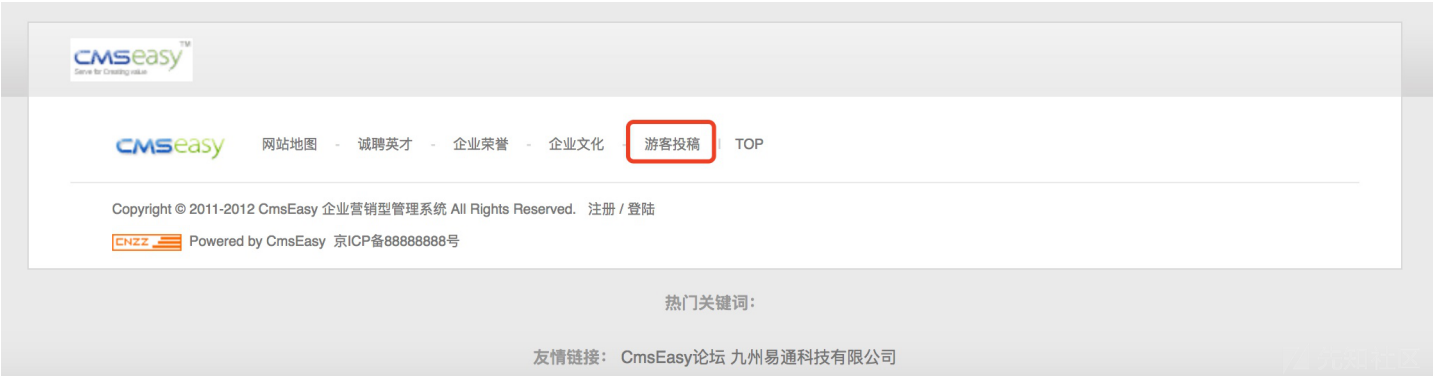 CMSeasy™
Serve for Creating value
CMSeasy 网站地图 - 诚聘英才 - 企业荣誉 - 企业文化 - 游客投稿 | TOP
Copyright © 2011-2012 CmsEasy 企业营销型管理系统 All Rights Reserved. 注册 / 登陆
CNZZ Powered by CmsEasy 京ICP备88888888号
热门关键词：
友情链接： CmsEasy论坛 九州易通科技有限公司